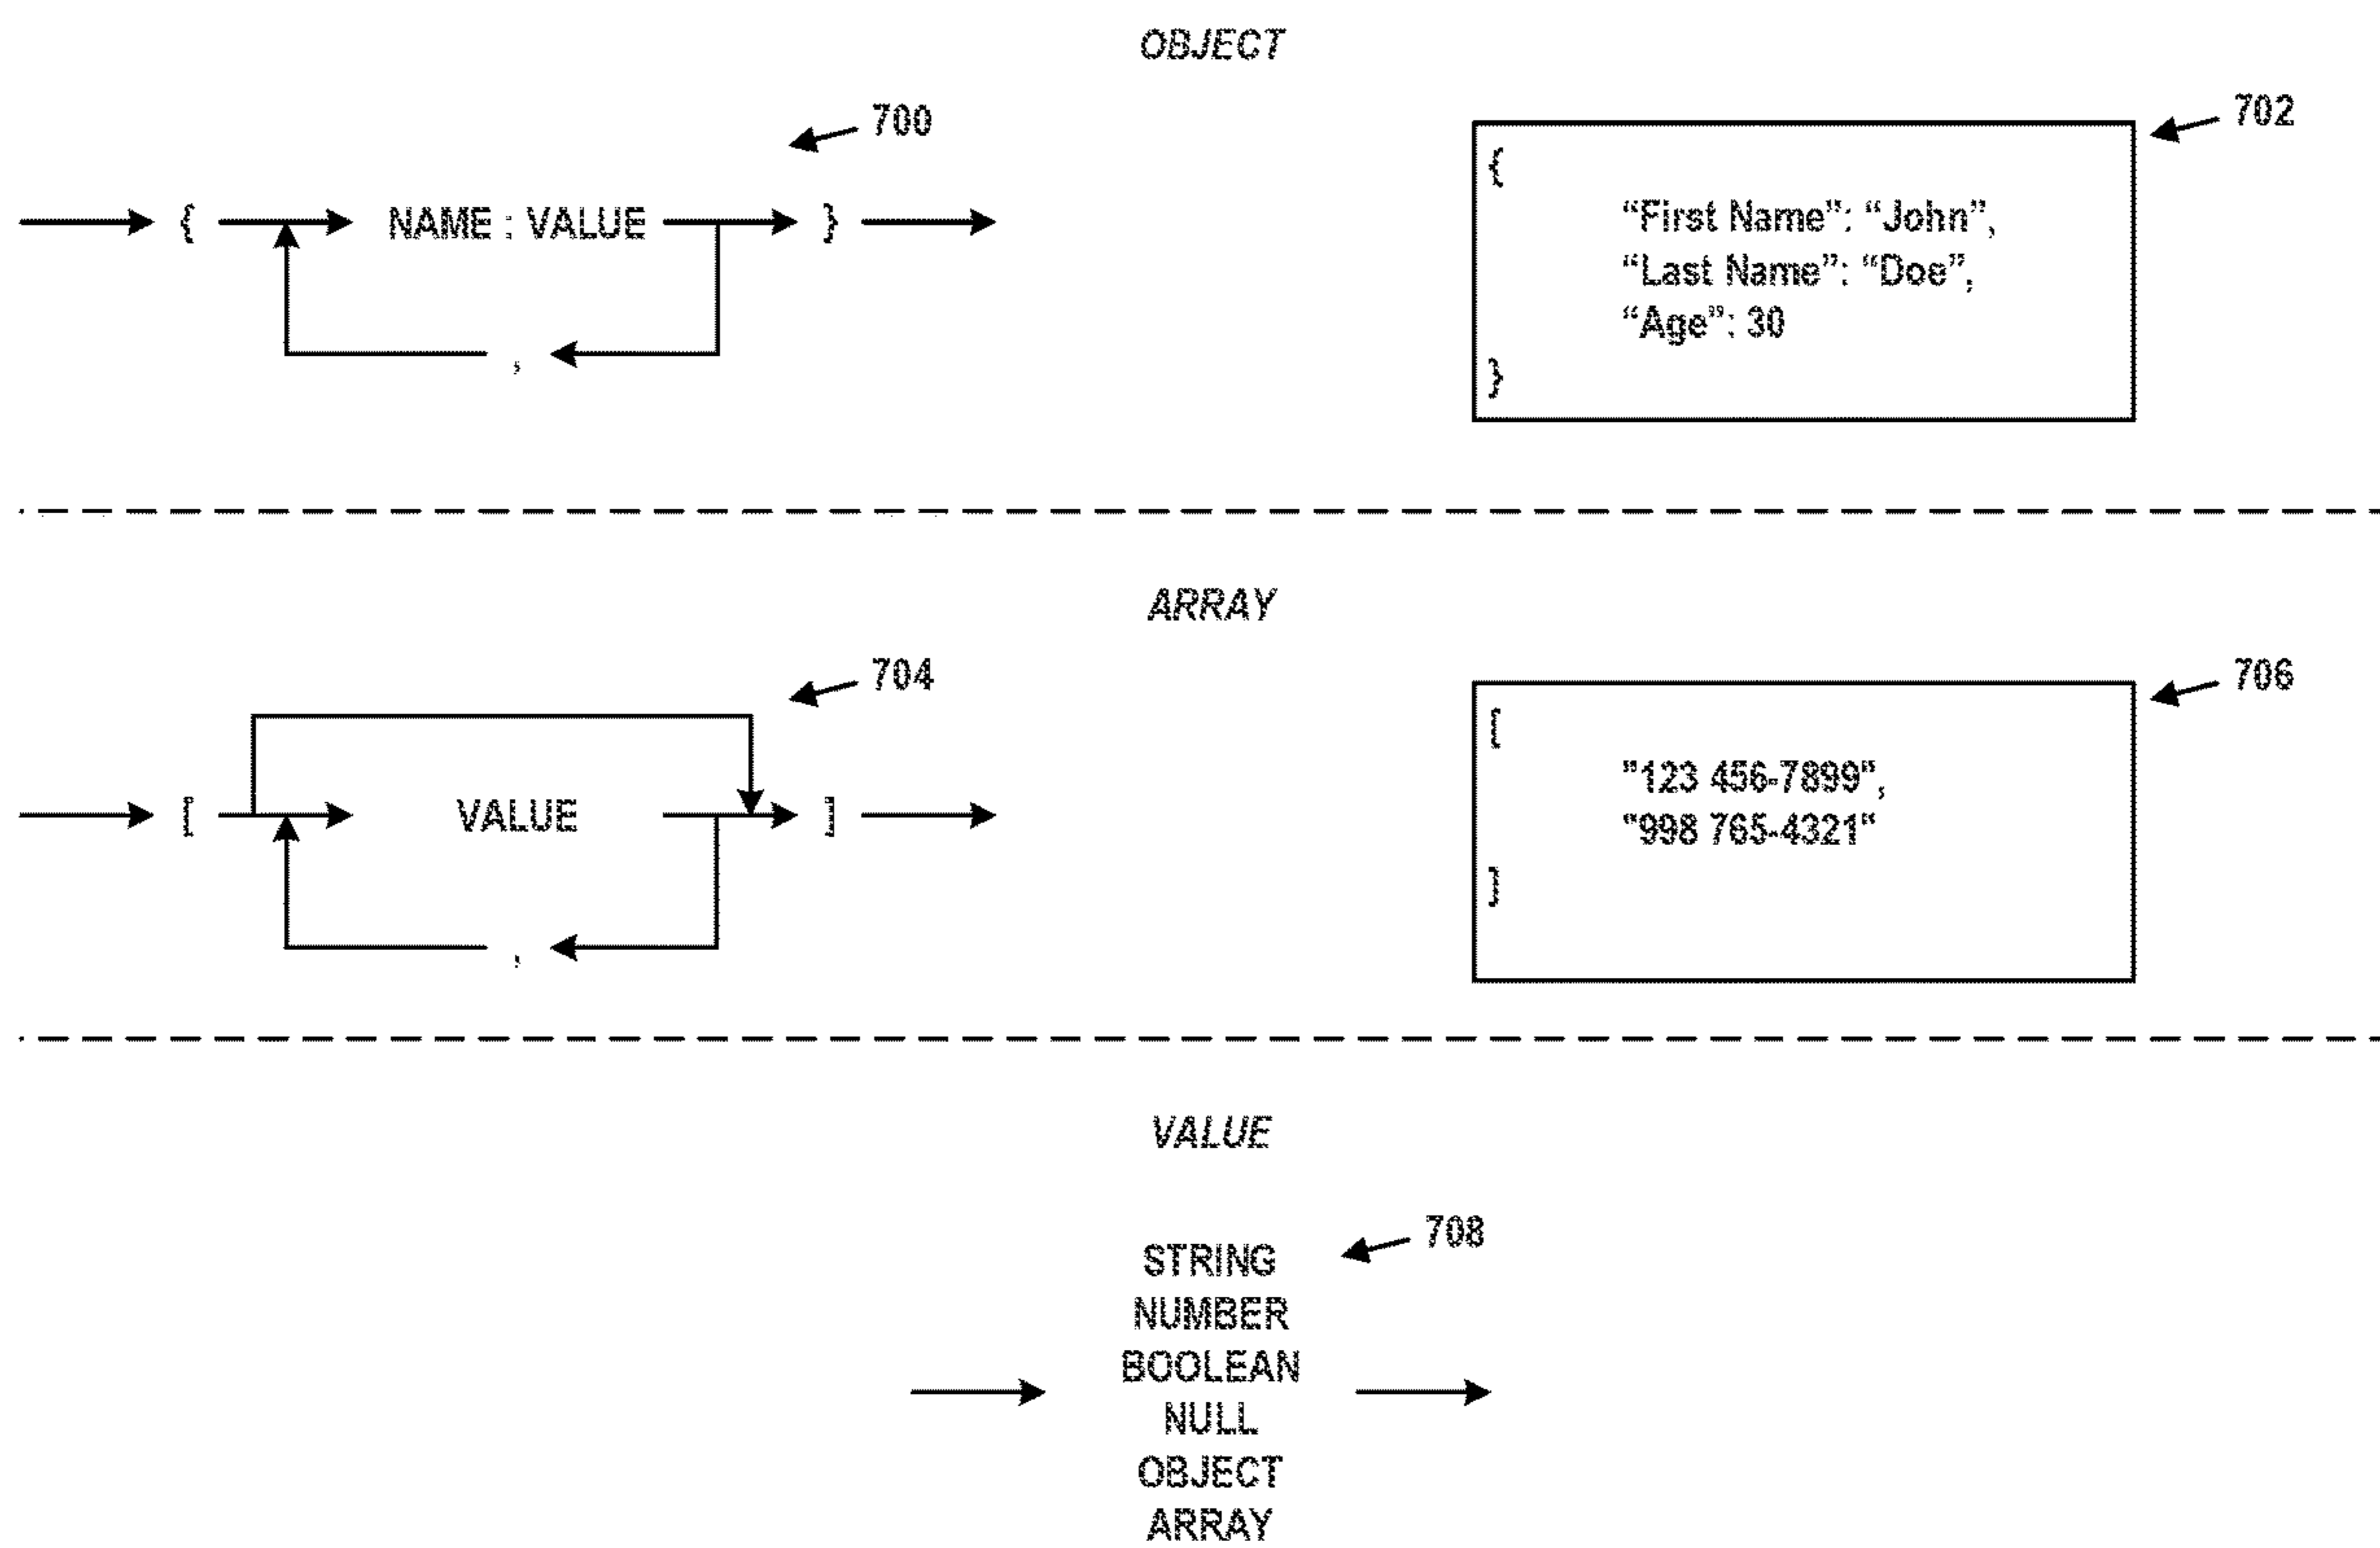 OBJECT
700
{ NAME : VALUE }
,
702
{
“First Name”: “John”,
“Last Name”: “Doe”,
“Age”: 30
}
ARRAY
704
[ VALUE ]
,
706
[
"123 456-7899",
"998 765-4321"
]
VALUE
708
STRING
NUMBER
BOOLEAN
NULL
OBJECT
ARRAY